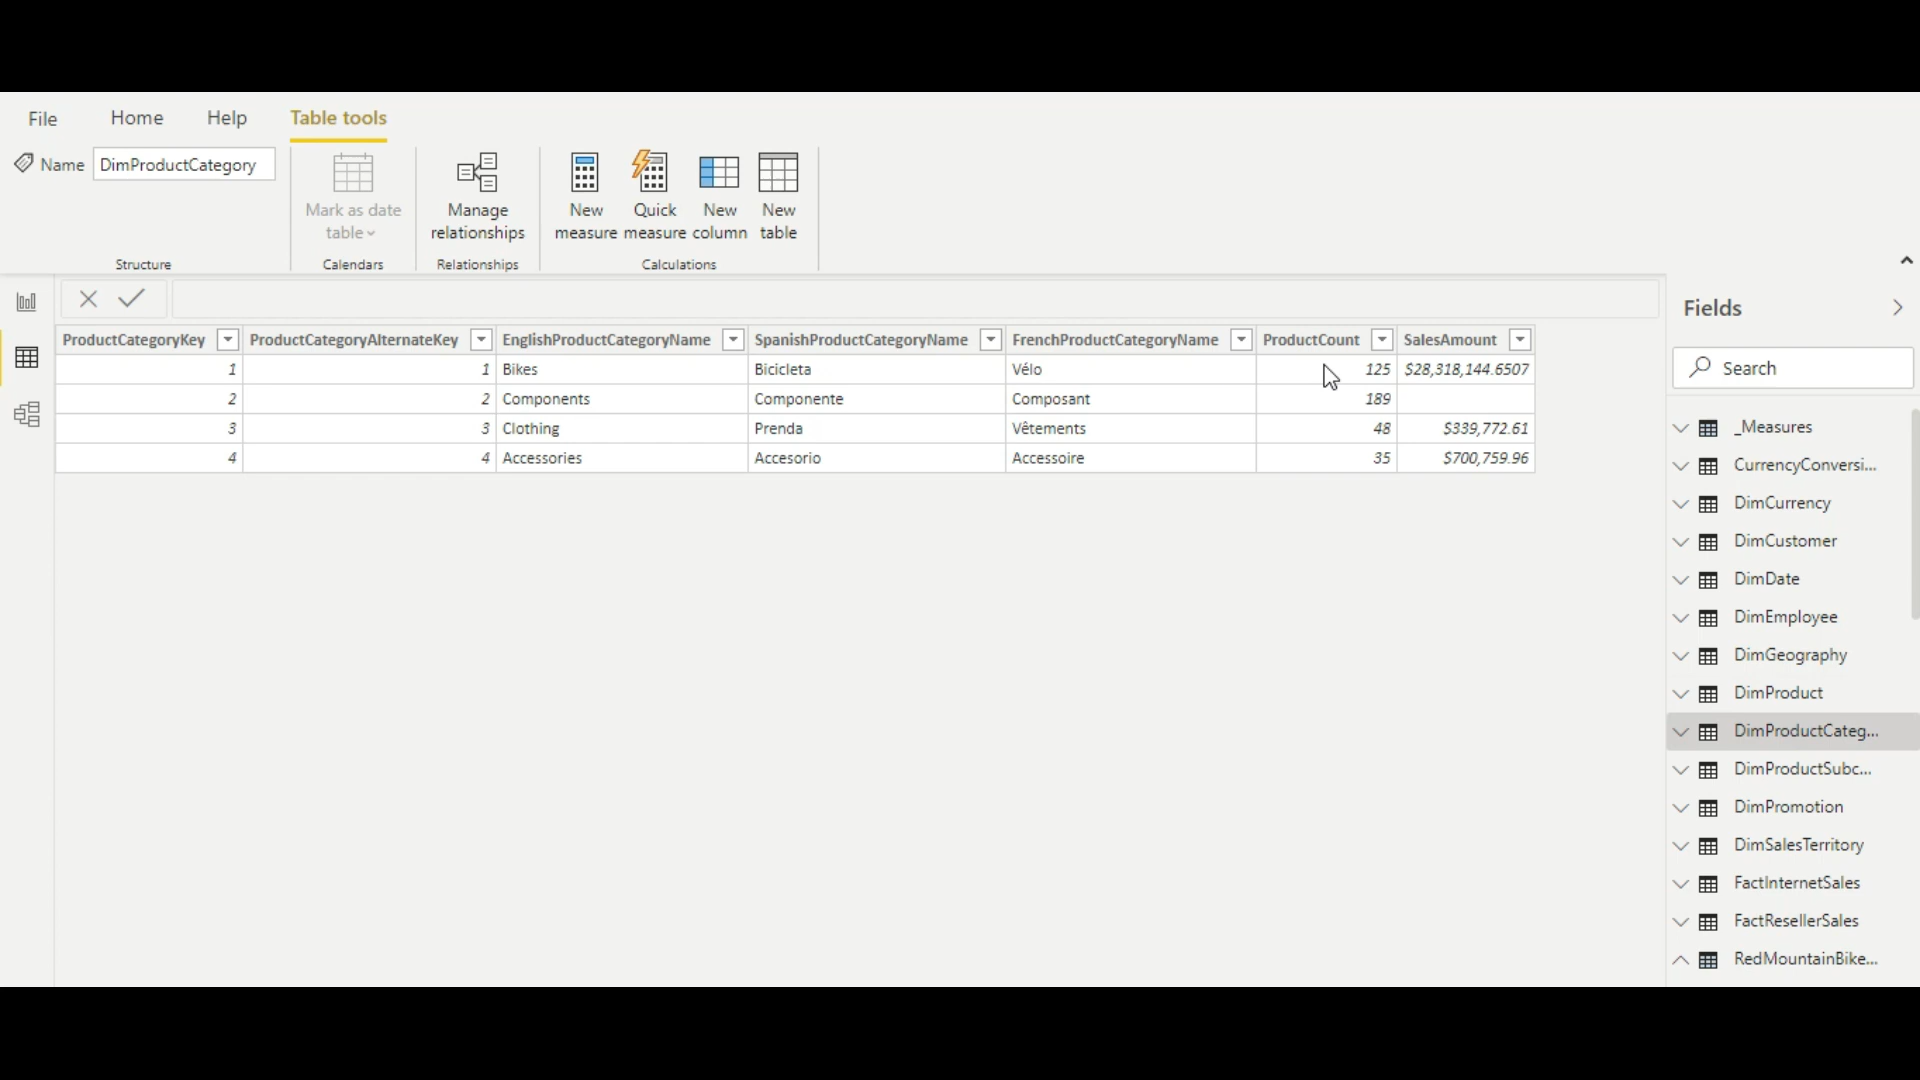 File Home Help Table tools
Name DimProductCategory
Mark as date table
Manage relationships
New measure
Quick measure
New column
New table
Structure Calendars Relationships Calculations
ProductCategoryKey ProductCategoryAlternateKey EnglishProductCategoryName SpanishProductCategoryName FrenchProductCategoryName ProductCount SalesAmount
1 1 Bikes Bicicleta Vélo 125 $28,318,144.6507
2 2 Components Componente Composant 189
3 3 Clothing Prenda Vêtements 48 $339,772.61
4 4 Accessories Accesorio Accessoire 35 $700,759.96
Fields
Search
_Measures
CurrencyConversi...
DimCurrency
DimCustomer
DimDate
DimEmployee
DimGeography
DimProduct
DimProductCateg...
DimProductSubc...
DimPromotion
DimSalesTerritory
FactInternetSales
FactResellerSales
RedMountainBike...